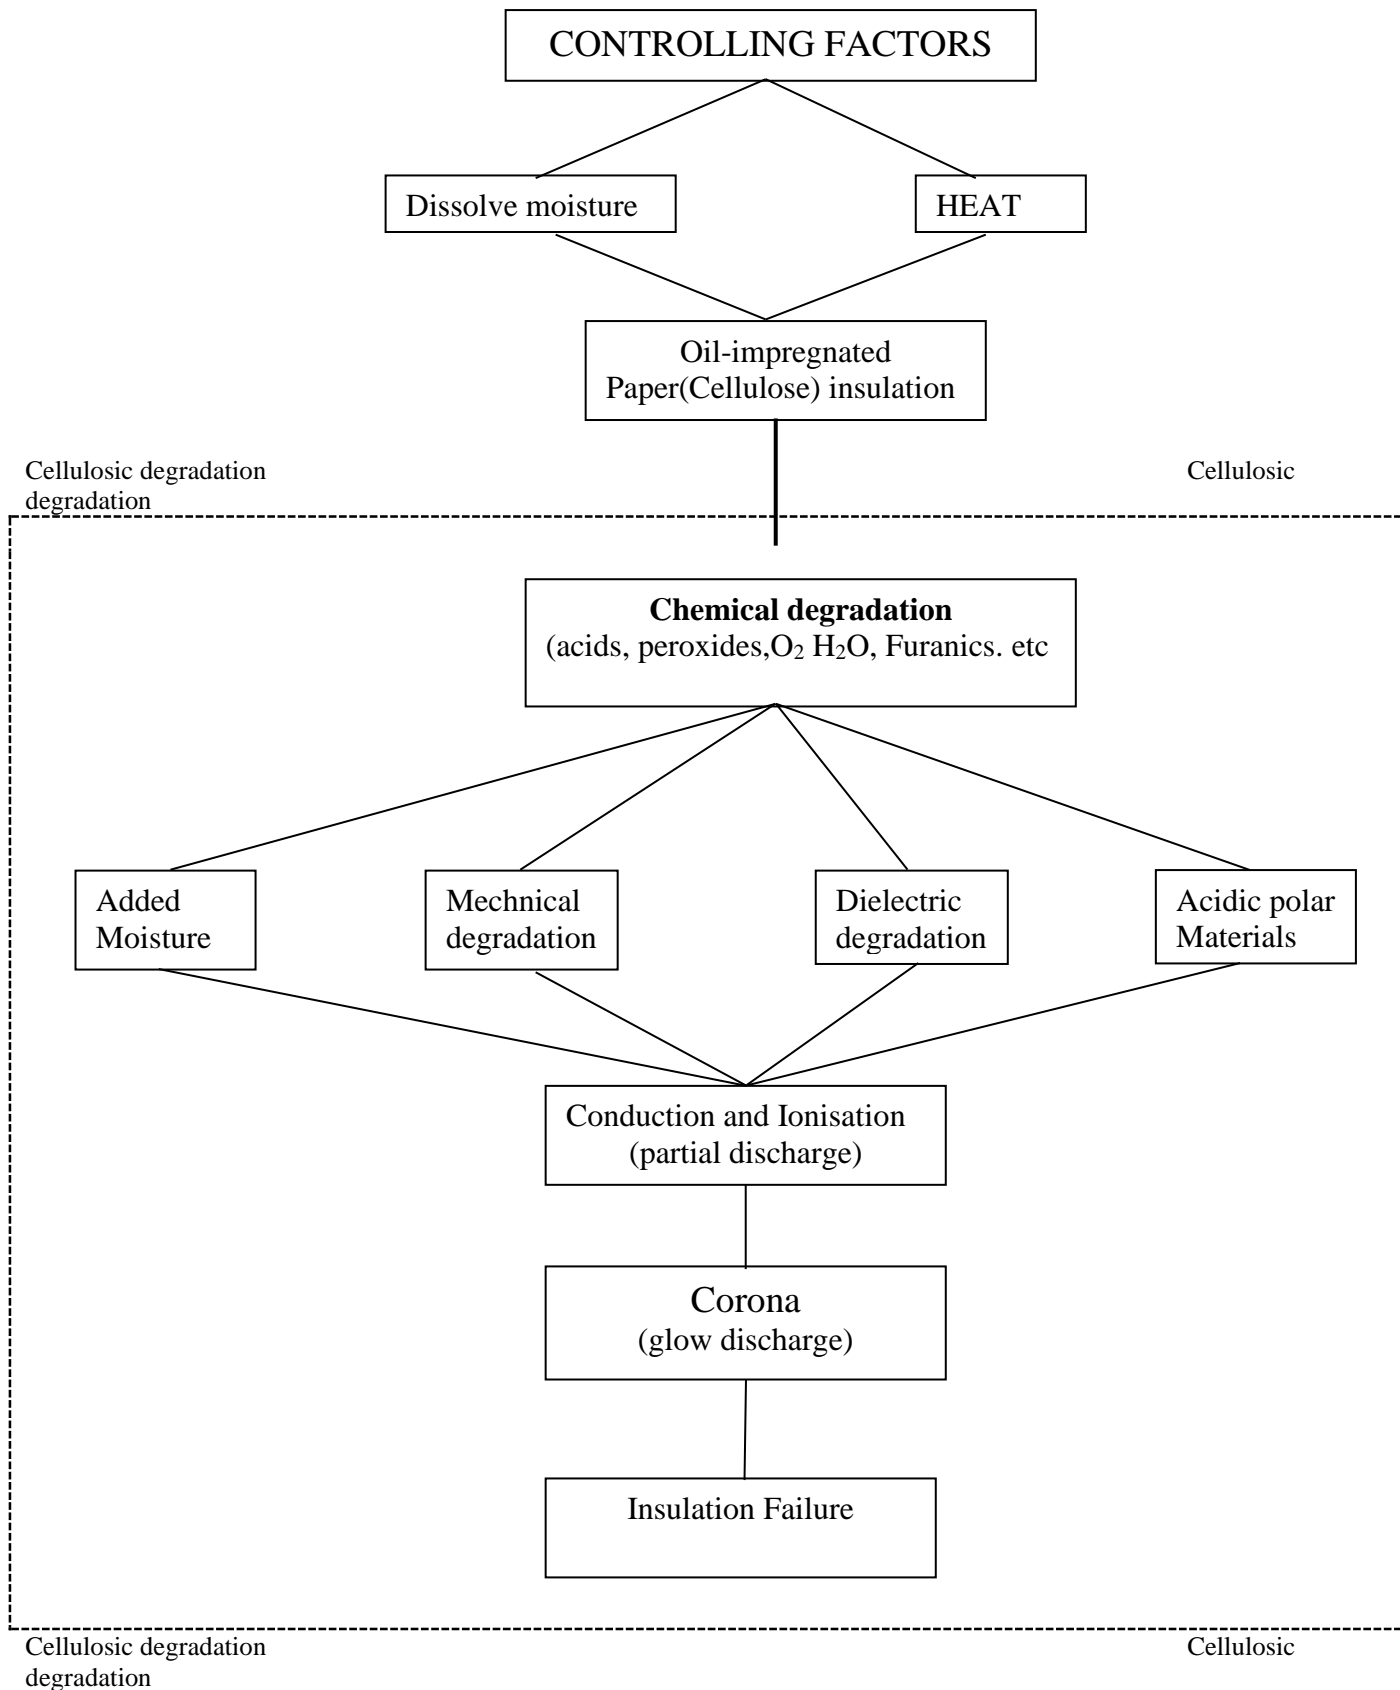 CONTROLLING FACTORS
Dissolve moisture
HEAT
Oil-impregnated
Paper(Cellulose) insulation
Cellulosic degradation Cellulosic
degradation
Chemical degradation
(acids, peroxides,O₂ H₂O, Furanics. etc
Added
Moisture
Mechnical
degradation
Dielectric
degradation
Acidic polar
Materials
Conduction and Ionisation
(partial discharge)
Corona
(glow discharge)
Insulation Failure
Cellulosic degradation Cellulosic
degradation